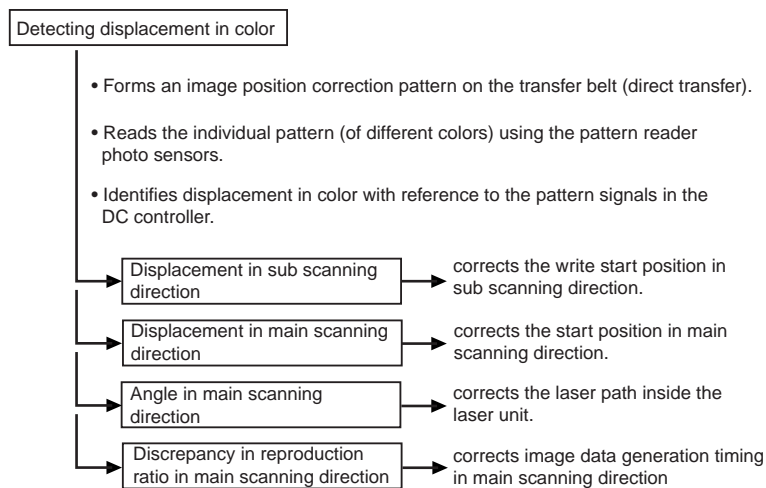 Detecting displacement in color
• Forms an image position correction pattern on the transfer belt (direct transfer).
• Reads the individual pattern (of different colors) using the pattern reader
photo sensors.
• Identifies displacement in color with reference to the pattern signals in the
DC controller.
Displacement in sub scanning
direction
corrects the write start position in
sub scanning direction.
Displacement in main scanning
direction
corrects the start position in main
scanning direction.
Angle in main scanning
direction
corrects the laser path inside the
laser unit.
Discrepancy in reproduction
ratio in main scanning direction
corrects image data generation timing
in main scanning direction